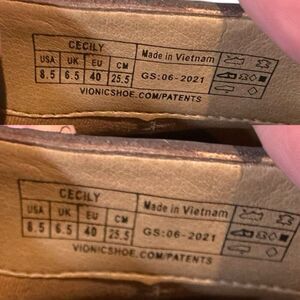 CECILY
USA UK EU CM
8.5 6.5 40 25.5
Made in Vietnam
GS:06-2021
VIONICSHOE.COM/PATENTS
CECILY
USA UK EU CM
8.5 6.5 40 25.5
Made in Vietnam
GS:06-2021
VIONICSHOE.COM/PATENTS